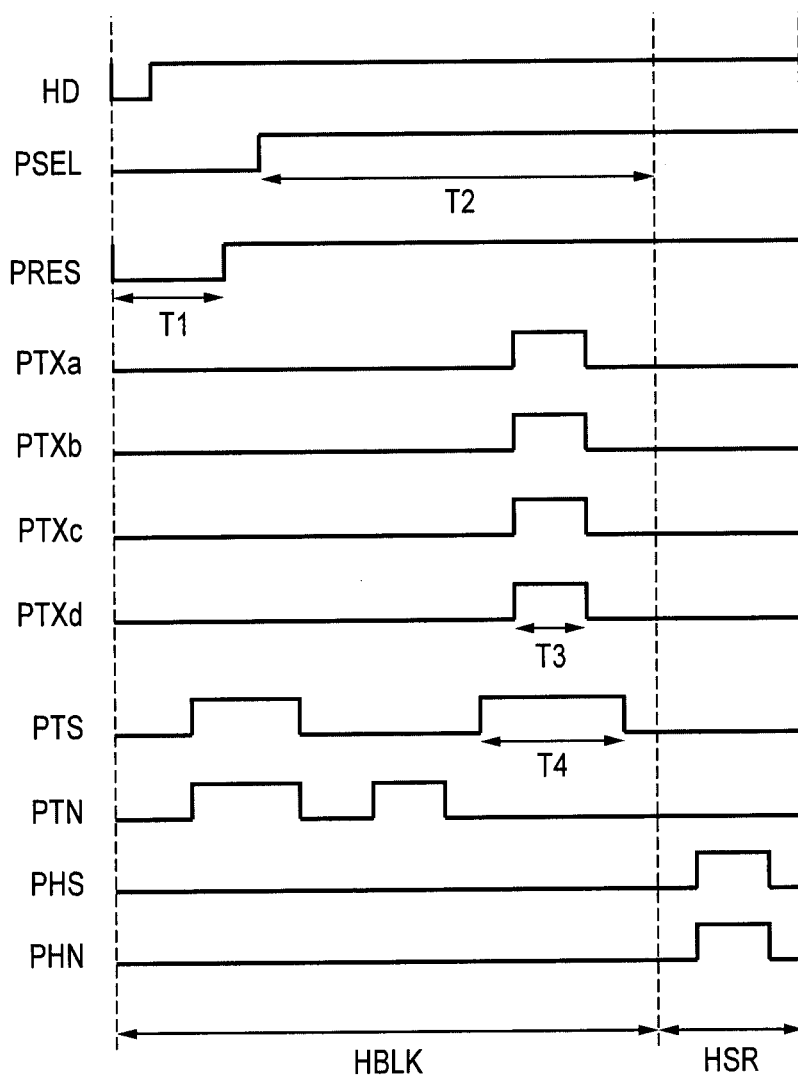 HD
PSEL
T2
PRES
T1
PTXa
PTXb
PTXc
PTXd
T3
PTS
T4
PTN
PHS
PHN
HBLK
HSR